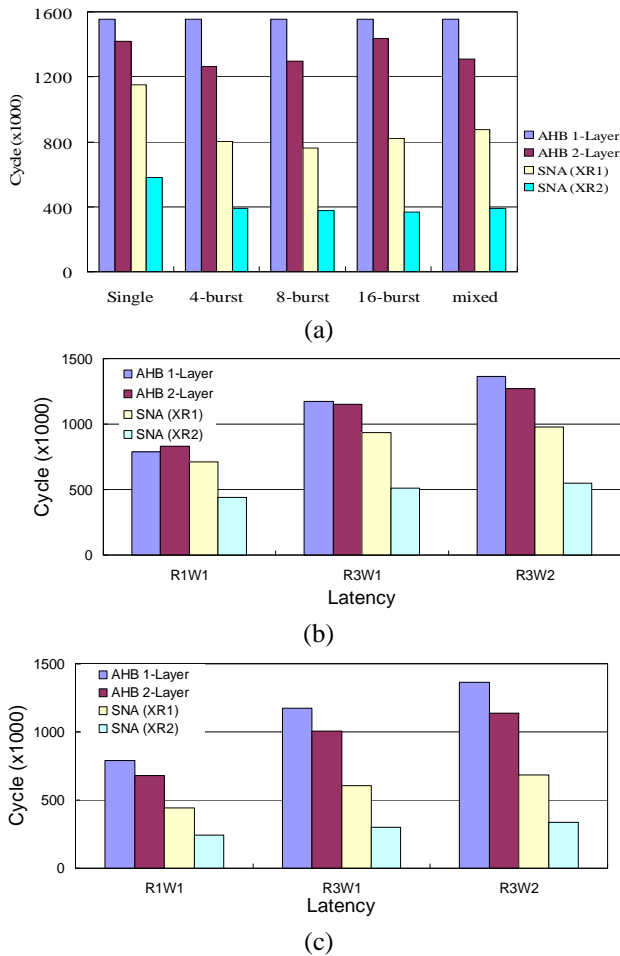 1600
1200
800
400
0
Cycle (x1000)
Single 4-burst 8-burst 16-burst mixed
AHB 1-Layer
AHB 2-Layer
SNA (XR1)
SNA (XR2)
(a)
1500
1000
500
0
Cycle (x1000)
AHB 1-Layer
AHB 2-Layer
SNA (XR1)
SNA (XR2)
R1W1 R3W1 R3W2
Latency
(b)
1500
1000
500
0
Cycle (x1000)
AHB 1-Layer
AHB 2-Layer
SNA (XR1)
SNA (XR2)
R1W1 R3W1 R3W2
Latency
(c)